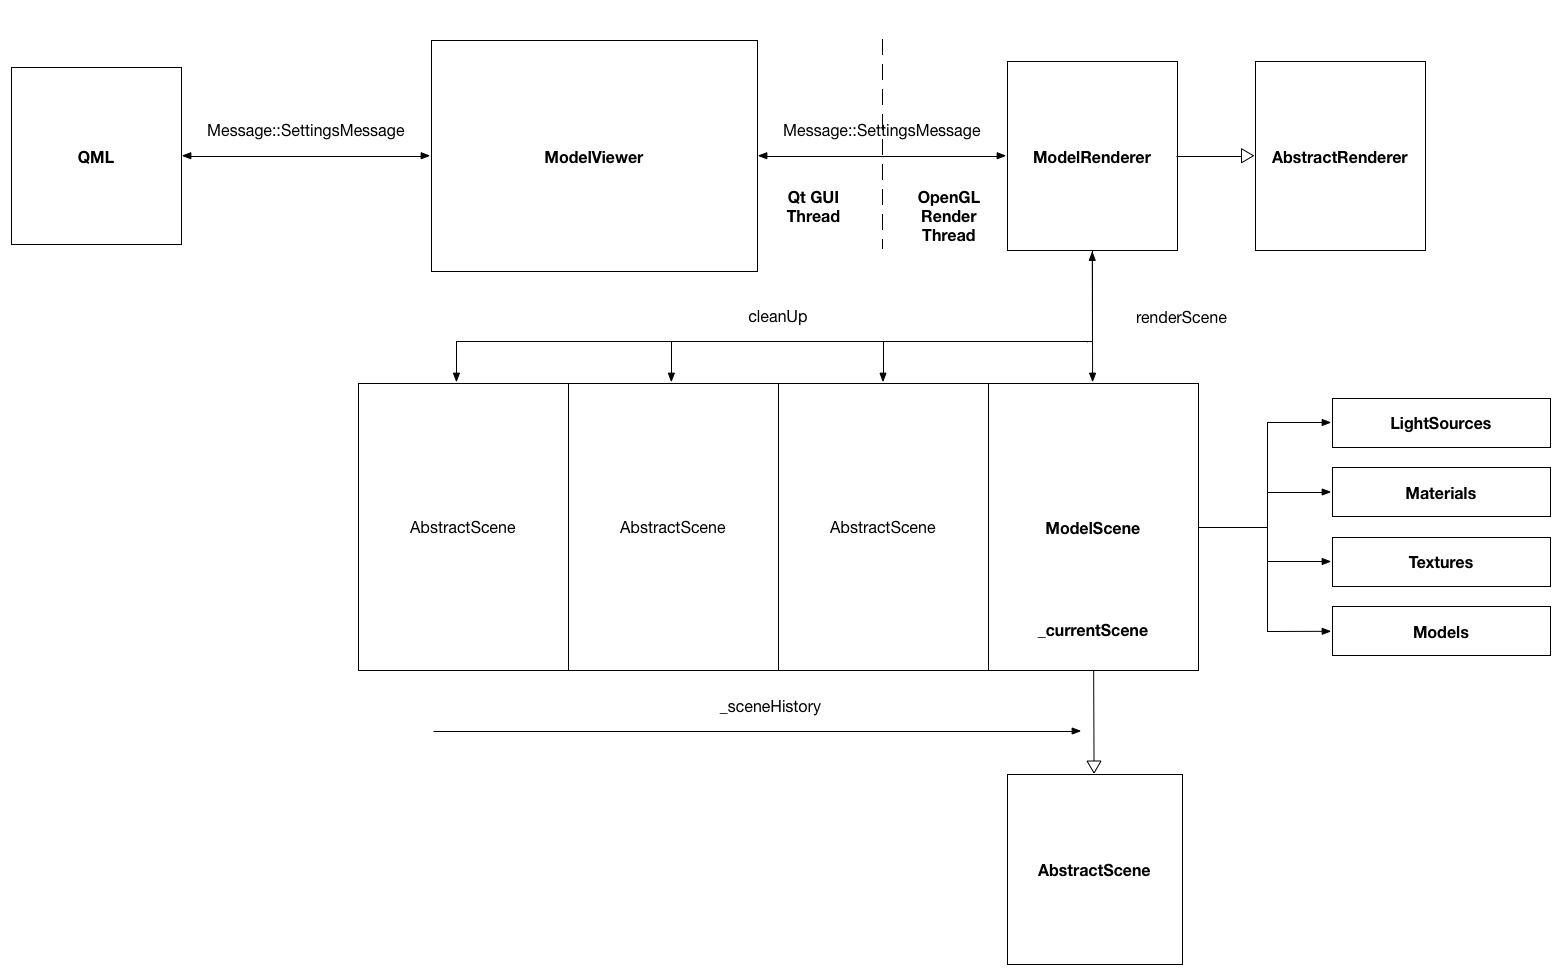 Message::SettingsMessage
Message::SettingsMessage
QML
ModelViewer
ModelRenderer
AbstractRenderer
Qt GUI
Thread
OpenGL
Render
Thread
cleanUp
renderScene
LightSources
Materials
AbstractScene
AbstractScene
AbstractScene
ModelScene
Textures
_currentScene
Models
_sceneHistory
AbstractScene